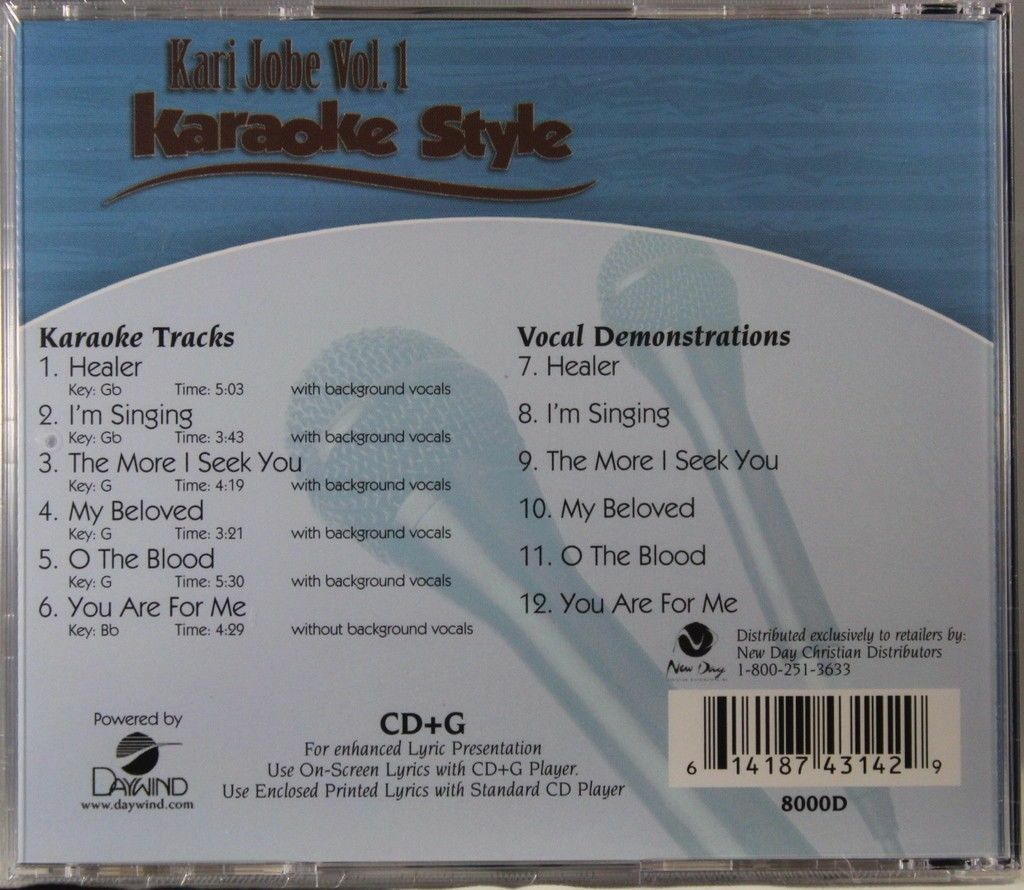 Kari Jobe Vol. 1
Karaoke Style
Karaoke Tracks
1. Healer
Key: Gb Time: 5:03 with background vocals
2. I'm Singing
Key: Gb Time: 3:43 with background vocals
3. The More I Seek You
Key: G Time: 4:19 with background vocals
4. My Beloved
Key: G Time: 3:21 with background vocals
5. O The Blood
Key: G Time: 5:30 with background vocals
6. You Are For Me
Key: Bb Time: 4:29 without background vocals
Vocal Demonstrations
7. Healer
8. I'm Singing
9. The More I Seek You
10. My Beloved
11. O The Blood
12. You Are For Me
New Day
Distributed exclusively to retailers by:
New Day Christian Distributors
1-800-251-3633
Powered by
DAYWIND
www.daywind.com
CD+G
For enhanced Lyric Presentation
Use On-Screen Lyrics with CD+G Player.
Use Enclosed Printed Lyrics with Standard CD Player
6 14187 43142 9
8000D